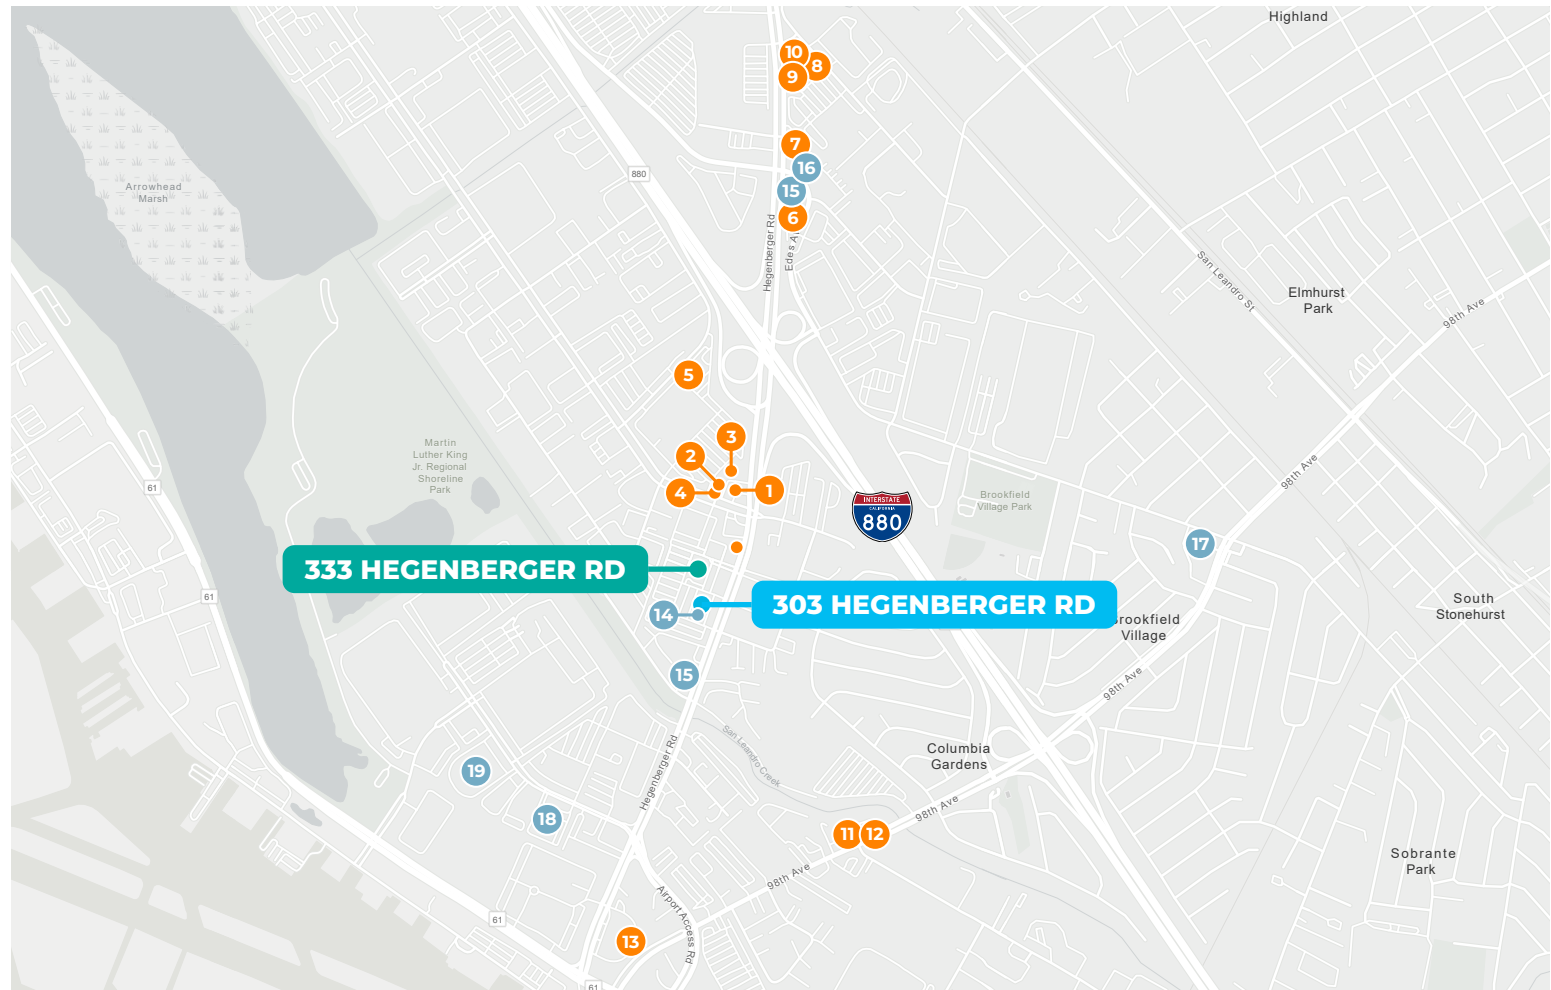 Highland
10
8
9
7
16
15
6
880
Arrowhead
Marsh
Hegenberger Rd
Edes A
San Leandro St
Elmhurst
Park
98th Ave
5
3
2
4
1
Martin
Luther King
Jr. Regional
Shoreline
Park
61
INTERSTATE
CALIFORNIA
880
Brookfield
Village Park
98th Ave
17
333 HEGENBERGER RD
303 HEGENBERGER RD
14
61
rookfield
Village
South
Stonehurst
15
98th Ave
San Leandro Creek
Hegenberger Rd
Columbia
Gardens
19
18
98th Ave
11
12
Sobrante
Park
98th Ave
Airport Access Rd
61
13
61